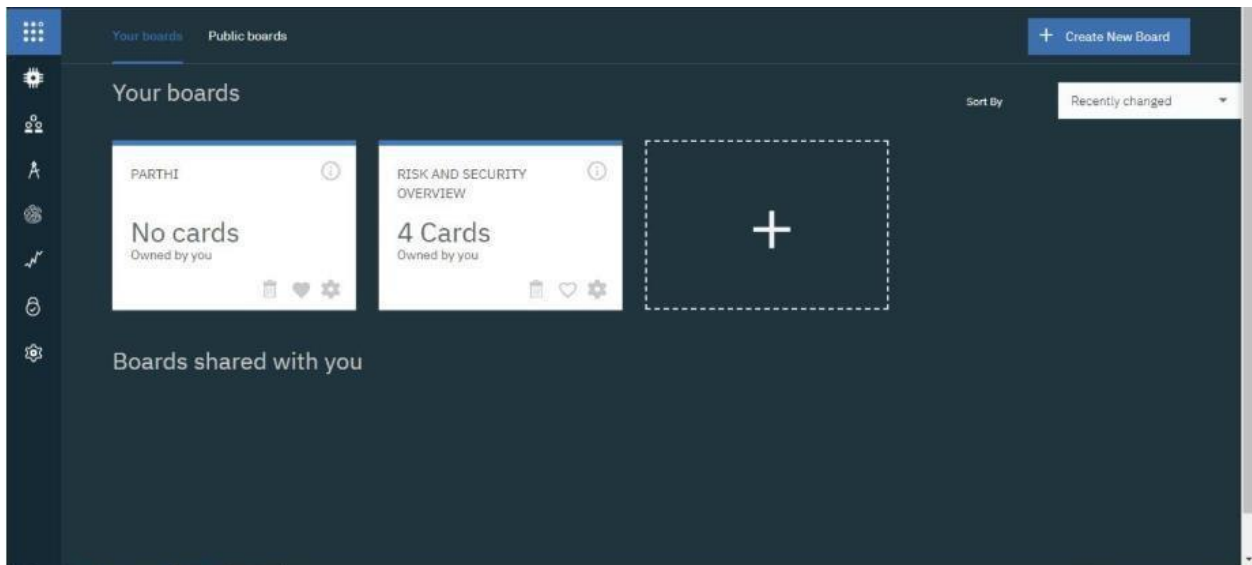 Your boards Public boards
+ Create New Board
Your boards
Sort By Recently changed
PARTHI
No cards
Owned by you
RISK AND SECURITY
OVERVIEW
4 Cards
Owned by you
Boards shared with you